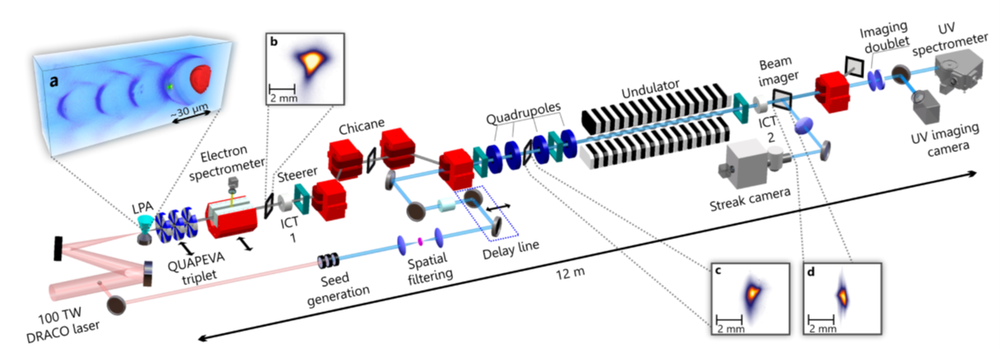 a
~30 μm
b
2 mm
LPA
Electron
spectrometer
QUAPEVA
triplet
ICT
1
Steerer
Chicane
100 TW
DRACO laser
Seed
generation
Spatial
filtering
Delay line
Quadrupoles
Undulator
12 m
Streak camera
ICT
2
Beam
imager
Imaging
doublet
UV
spectrometer
UV imaging
camera
c
2 mm
d
2 mm